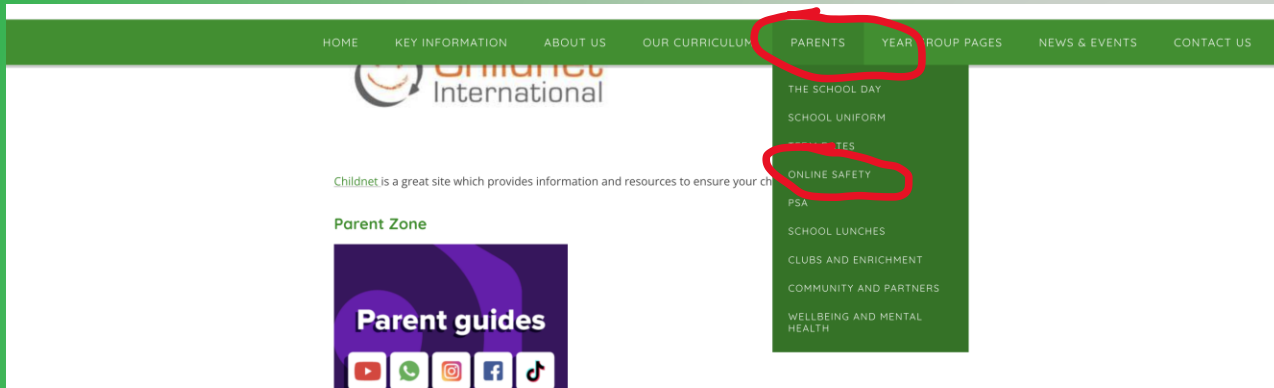 HOME KEY INFORMATION ABOUT US OUR CURRICULUM PARENTS YEAR GROUP PAGES NEWS & EVENTS CONTACT US
Childnet
International
THE SCHOOL DAY
SCHOOL UNIFORM
ONLINE SAFETY
Childnet is a great site which provides information and resources to ensure your
PSA
Parent Zone
SCHOOL LUNCHES
CLUBS AND ENRICHMENT
COMMUNITY AND PARTNERS
WELLBEING AND MENTAL
HEALTH
Parent guides